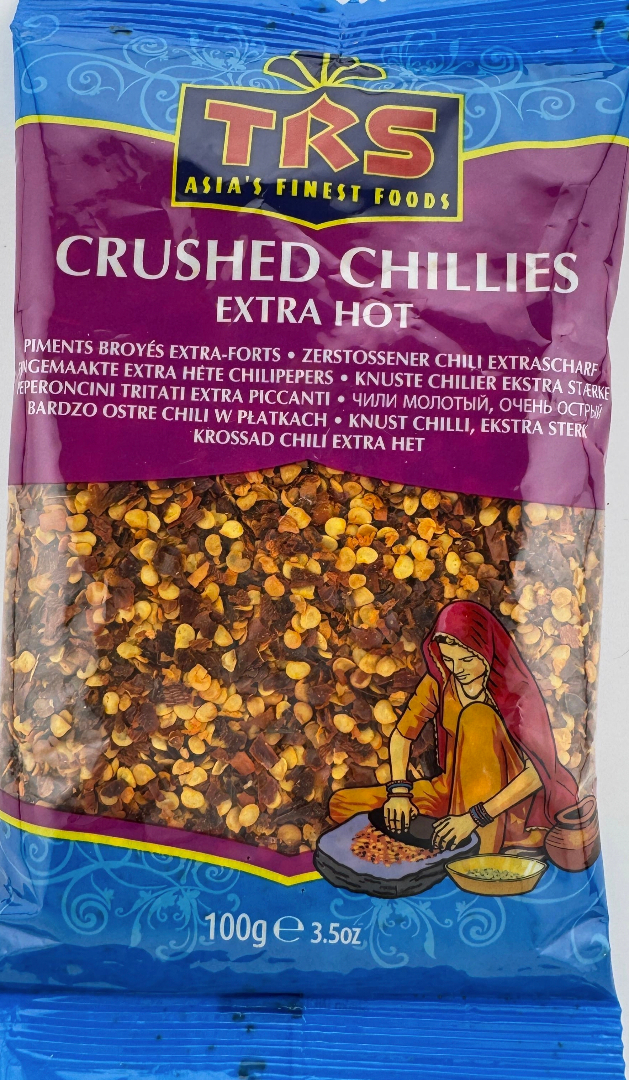 TRS
ASIA'S FINEST FOODS
CRUSHED CHILLIES
EXTRA HOT
PIMENTS BROYÉS EXTRA-FORTS • ZERSTOSSENER CHILI EXTRASCHARF
INGEMAAKTE EXTRA HÈTE CHILIPEPERS • KNUSTE CHILIER EKSTRA STÆRKE
PEPERONCINI TRITATI EXTRA PICCANTI • ЧИЛИ МОЛОТЫЙ, ОЧЕНЬ ОСТРЫЙ
BARDZO OSTRE CHILI W PŁATKACH • KNUST CHILLI, EKSTRA STERK
KROSSAD CHILI EXTRA HET
100g ℮ 3.5oz